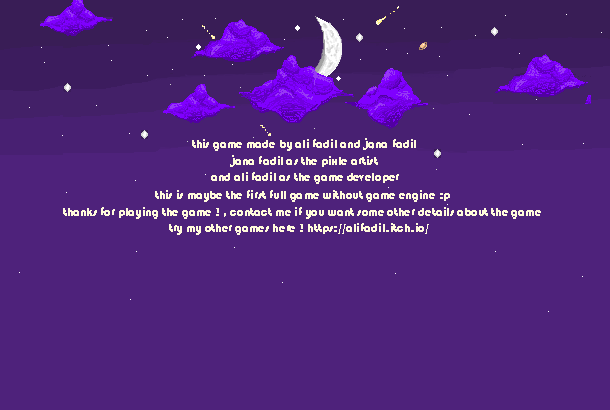 this game made by ali fadil and jana fadil
jana fadil as the pixle artist
and ali fadil as the game developer
this is maybe the first full game without game engine :p
thanks for playing the game ! , contact me if you want some other details about the game
try my other games here ! https://alifadil.itch.io/